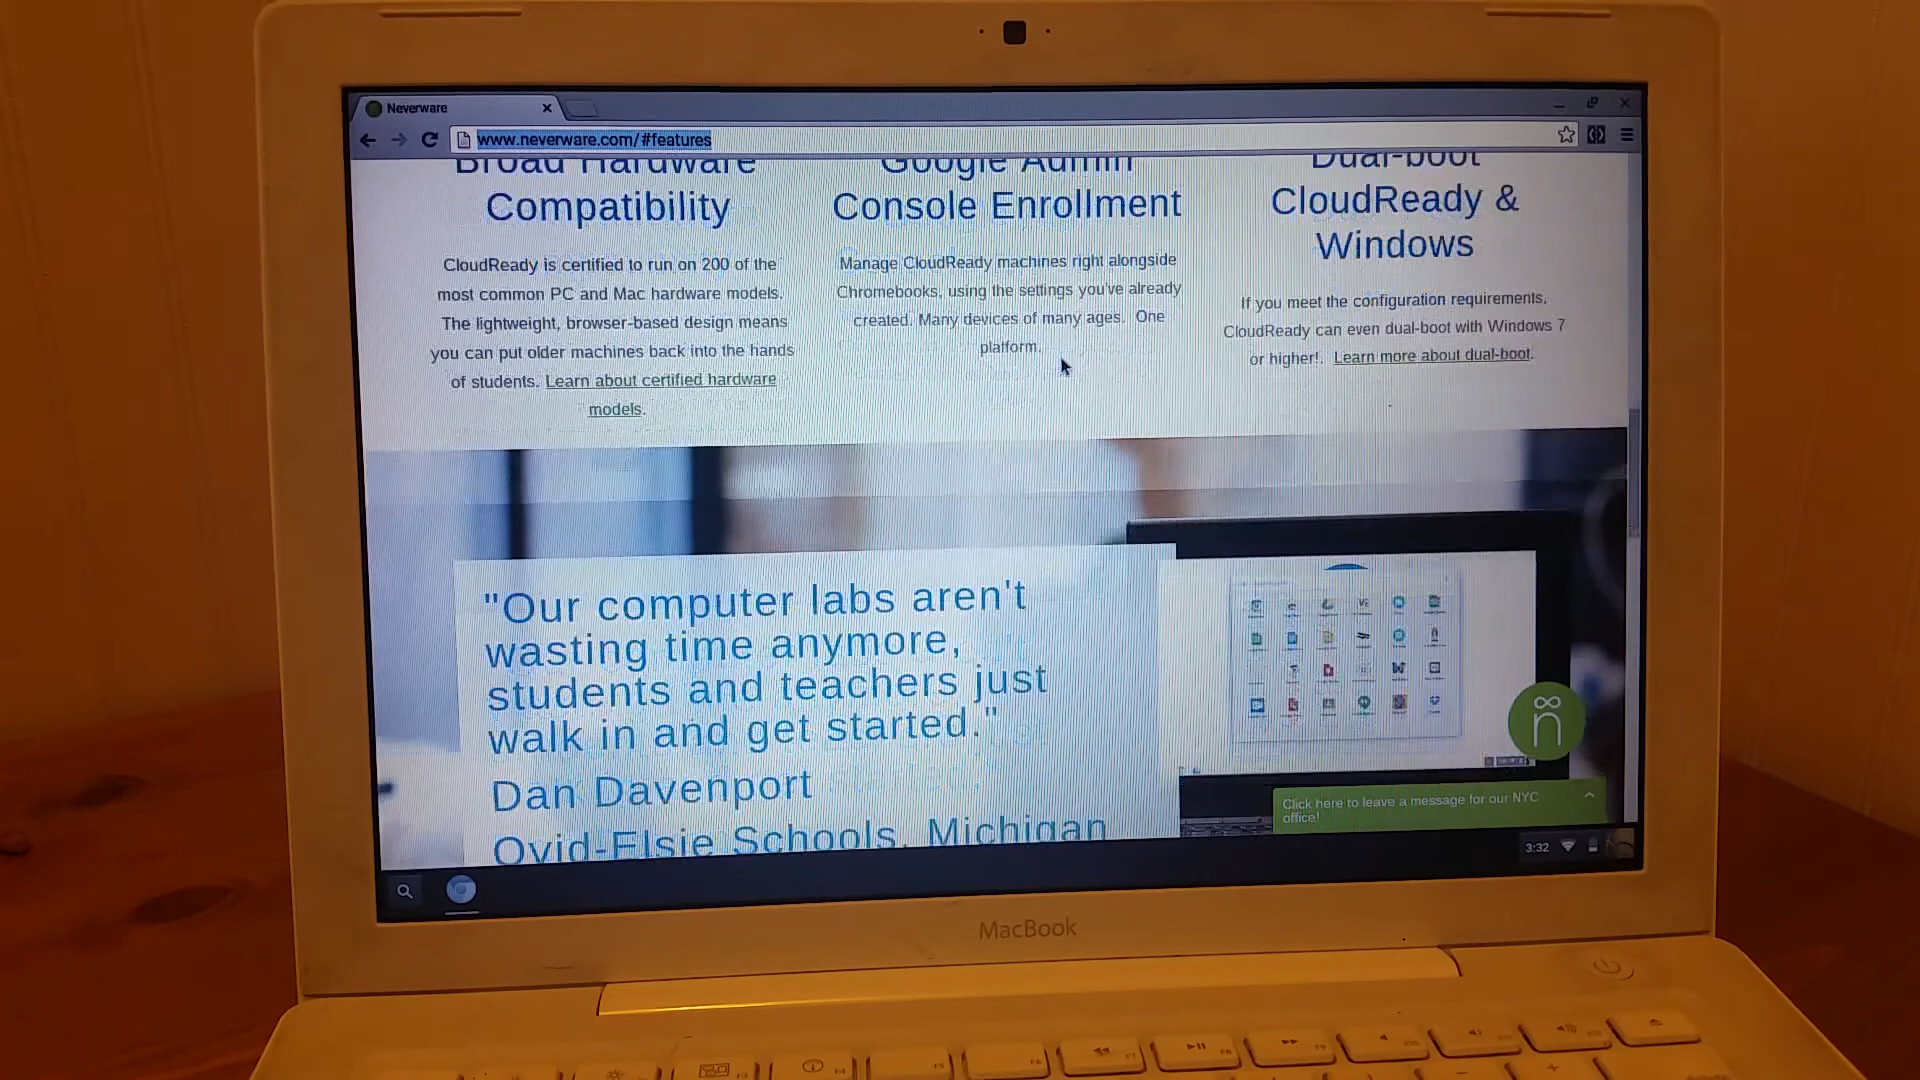 Neverware
www.neverware.com/#features
Broad Hardware
Compatibility
CloudReady is certified to run on 200 of the
most common PC and Mac hardware models.
The lightweight, browser-based design means
you can put older machines back into the hands
of students. Learn about certified hardware
models.
Google Admin
Console Enrollment
Manage CloudReady machines right alongside
Chromebooks, using the settings you've already
created. Many devices of many ages. One
platform.
Dual-boot
CloudReady &
Windows
If you meet the configuration requirements,
CloudReady can even dual-boot with Windows 7
or higher!. Learn more about dual-boot.
"Our computer labs aren't
wasting time anymore,
students and teachers just
walk in and get started."
Dan Davenport
Ovid-Elsie Schools, Michigan
n
Click here to leave a message for our NYC
office!
3:32
MacBook